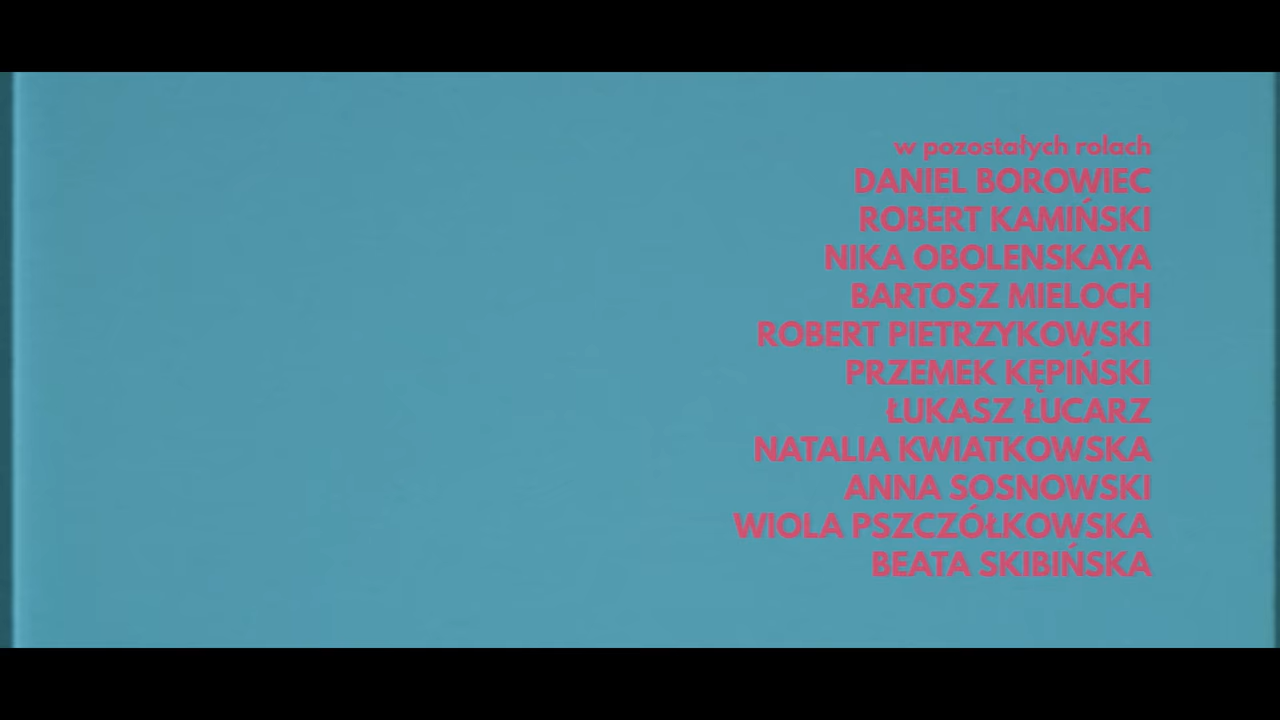 w pozostałych rolach
DANIEL BOROWIEC
ROBERT KAMIŃSKI
NIKA OBOLENSKAYA
BARTOSZ MIELOCH
ROBERT PIETRZYKOWSKI
PRZEMEK KĘPIŃSKI
ŁUKASZ ŁUCARZ
NATALIA KWIATKOWSKA
ANNA SOSNOWSKI
WIOLA PSZCZÓŁKOWSKA
BEATA SKIBIŃSKA